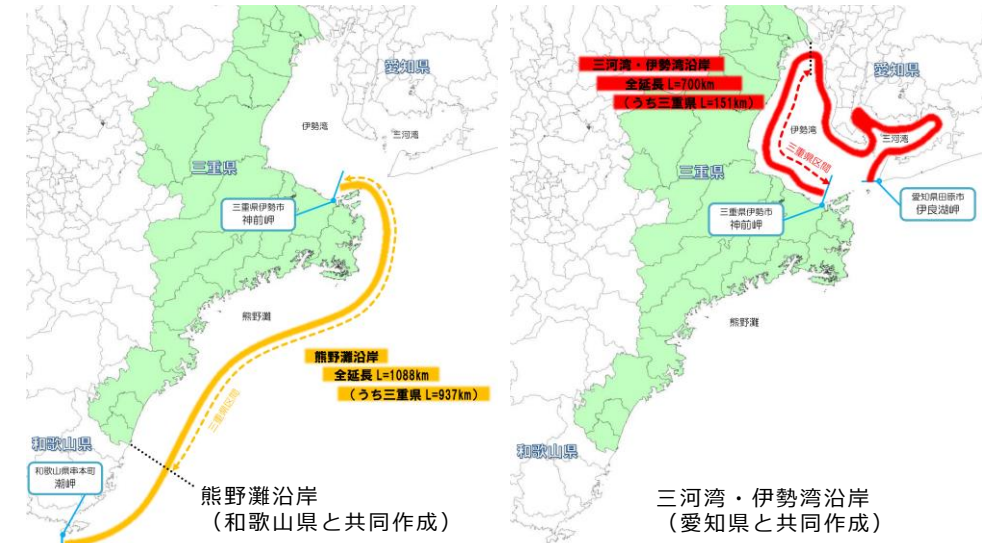 愛知県
伊勢湾
三河湾
三重県
三重県伊勢市
神前岬
熊野灘
熊野灘沿岸
全延長 L=1088km
(うち三重県 L=937km)
三重県区間
和歌山県
和歌山県串本町
潮岬
熊野灘沿岸
(和歌山県と共同作成)
三河湾・伊勢湾沿岸
全延長 L=700km
(うち三重県 L=151km)
愛知県
伊勢湾
三河湾
三重県区間
三重県
愛知県田原市
伊良湖岬
三重県伊勢市
神前岬
熊野灘
和歌山県
三河湾・伊勢湾沿岸
(愛知県と共同作成)